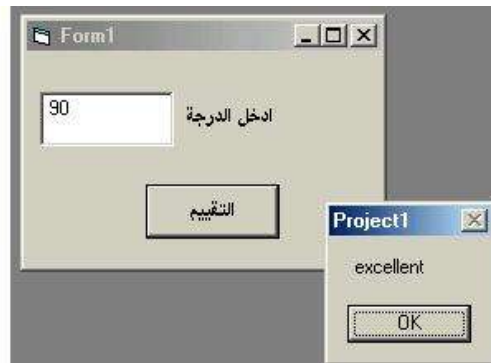 Form1
90
ادخل الدرجة
التقييم
Project1
excellent
OK